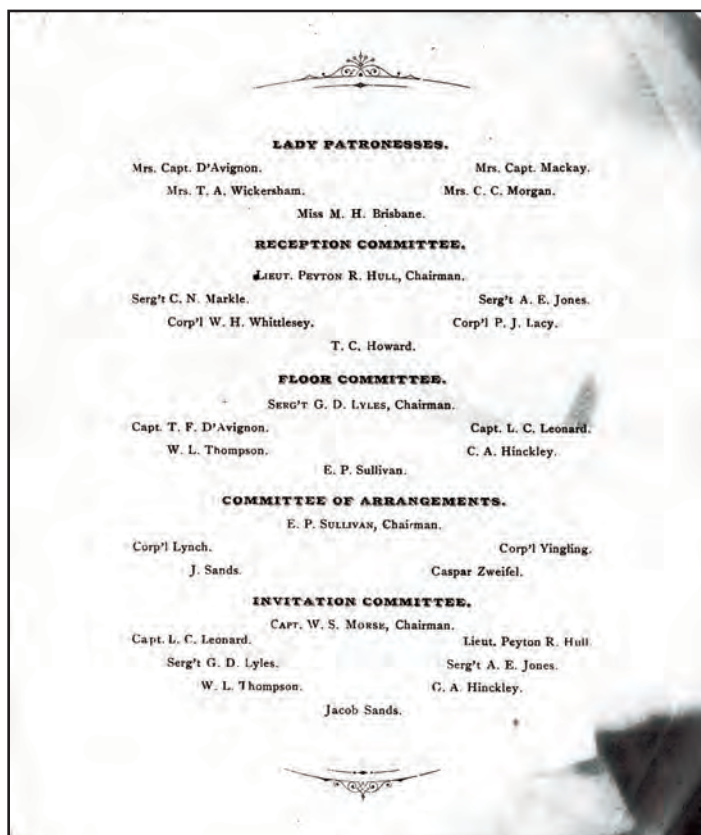 LADY PATRONESSES.
Mrs. Capt. D'Avignon. Mrs. Capt. Mackay.
Mrs. T. A. Wickersham. Mrs. C. C. Morgan.
Miss M. H. Brisbane.
RECEPTION COMMITTEE.
LIEUT. PEYTON R. HULL, Chairman.
Serg't C. N. Markle. Serg't A. E. Jones.
Corp'l W. H. Whittlesey. Corp'l P. J. Lacy.
T. C. Howard.
FLOOR COMMITTEE.
SERG'T G. D. LYLES, Chairman.
Capt. T. F. D'Avignon. Capt. L. C. Leonard.
W. L. Thompson. C. A. Hinckley.
E. P. Sullivan.
COMMITTEE OF ARRANGEMENTS.
E. P. SULLIVAN, Chairman.
Corp'l Lynch. Corp'l Yingling.
J. Sands. Caspar Zweifel.
INVITATION COMMITTEE.
CAPT. W. S. MORSE, Chairman.
Capt. L. C. Leonard. Lieut. Peyton R. Hull
Serg't G. D. Lyles. Serg't A. E. Jones.
W. L. Thompson. C. A. Hinckley.
Jacob Sands.